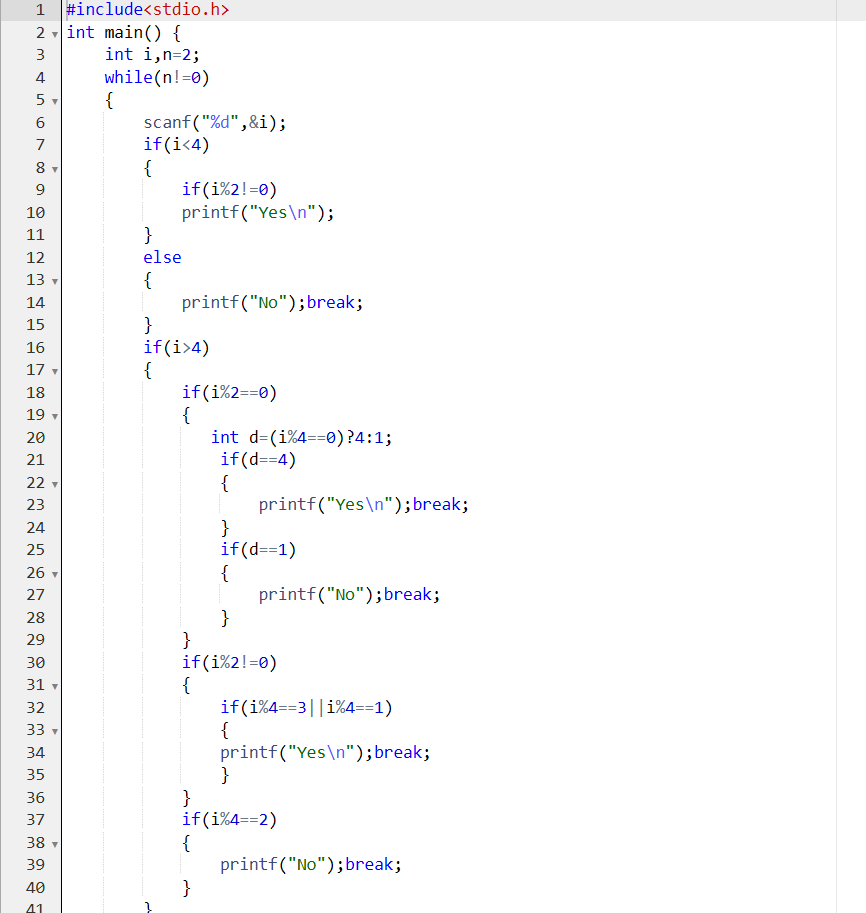 1 #include<stdio.h>
2 int main() {
3 int i,n=2;
4 while(n!=0)
5 {
6 scanf("%d",&i);
7 if(i<4)
8 {
9 if(i%2!=0)
10 printf("Yes\n");
11 }
12 else
13 {
14 printf("No");break;
15 }
16 if(i>4)
17 {
18 if(i%2==0)
19 {
20 int d=(i%4==0)?4:1;
21 if(d==4)
22 {
23 printf("Yes\n");break;
24 }
25 if(d==1)
26 {
27 printf("No");break;
28 }
29 }
30 if(i%2!=0)
31 {
32 if(i%4==3||i%4==1)
33 {
34 printf("Yes\n");break;
35 }
36 }
37 if(i%4==2)
38 {
39 printf("No");break;
40 }
41 }